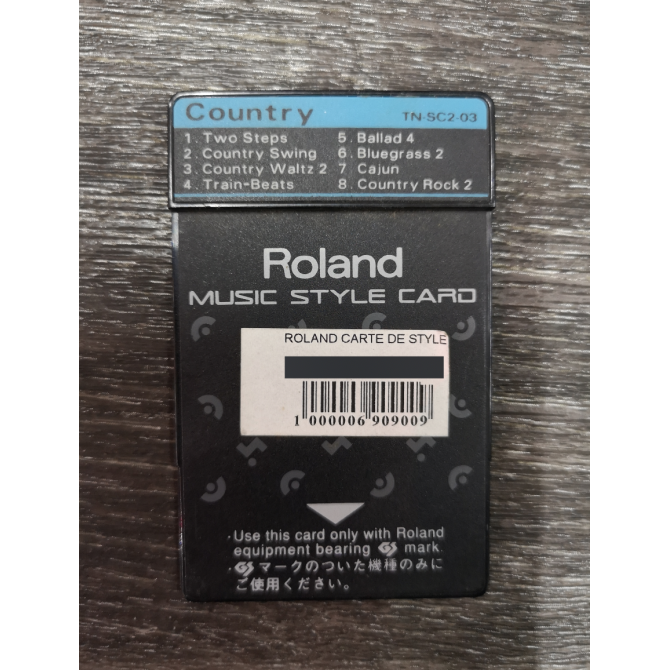 Country TN-SC2-03
1. Two Steps 5. Ballad 4
2. Country Swing 6. Bluegrass 2
3. Country Waltz 2 7 Cajun
4. Train-Beats 8. Country Rock 2
Roland
MUSIC STYLE CARD
ROLAND CARTE DE STYLE
1 000006 909009
·Use this card only with Roland
equipment bearing GS mark.
·GSマークのついた機種のみに
ご使用ください。